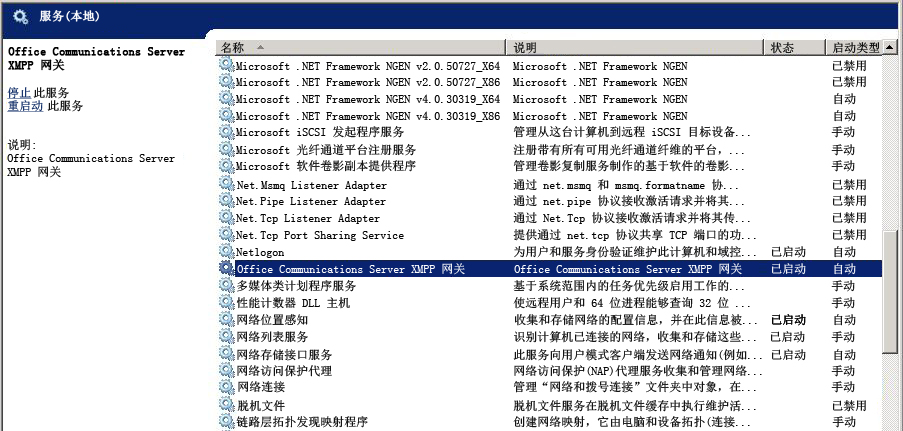 服务(本地)
Office Communications Server
XMPP 网关
停止此服务
重启动此服务
说明:
Office Communications Server
XMPP 网关
名称 说明 状态 启动类型
Microsoft .NET Framework NGEN v2.0.50727_X64 Microsoft .NET Framework NGEN 已禁用
Microsoft .NET Framework NGEN v2.0.50727_X86 Microsoft .NET Framework NGEN 已禁用
Microsoft .NET Framework NGEN v4.0.30319_X64 Microsoft .NET Framework NGEN 自动
Microsoft .NET Framework NGEN v4.0.30319_X86 Microsoft .NET Framework NGEN 自动
Microsoft iSCSI 发起程序服务 管理从这台计算机到远程 iSCSI 目标设备... 手动
Microsoft 光纤通道平台注册服务 注册带有所有可用光纤通道纤维的平台，... 手动
Microsoft 软件卷影副本提供程序 管理卷影复制服务制作的基于软件的卷影... 手动
Net.Msmq Listener Adapter 通过 net.msmq 和 msmq.formatname 协... 已禁用
Net.Pipe Listener Adapter 通过 net.pipe 协议接收激活请求并将其... 已禁用
Net.Tcp Listener Adapter 通过 Net.Tcp 协议接收激活请求并将其传... 已禁用
Net.Tcp Port Sharing Service 提供通过 net.tcp 协议共享 TCP 端口的功... 已禁用
Netlogon 为用户和服务身份验证维护此计算机和域控... 已启动 自动
Office Communications Server XMPP 网关 Office Communications Server XMPP 网关 已启动 自动
多媒体类计划程序服务 基于系统范围内的任务优先级启用工作的... 手动
性能计数器 DLL 主机 使远程用户和 64 位进程能够查询 32 位 ... 手动
网络位置感知 收集和存储网络的配置信息，并在此信息被... 已启动 自动
网络列表服务 识别计算机已连接的网络，收集和存储这些... 已启动 手动
网络存储接口服务 此服务向用户模式客户端发送网络通知(例如... 已启动 自动
网络访问保护代理 网络访问保护(NAP)代理服务收集和管理网络... 手动
网络连接 管理“网络和拨号连接”文件夹中对象，在... 手动
脱机文件 脱机文件服务在脱机文件缓存中执行维护活... 已禁用
链路层拓扑发现映射程序 创建网络映射，它由电脑和设备拓扑(连接... 手动